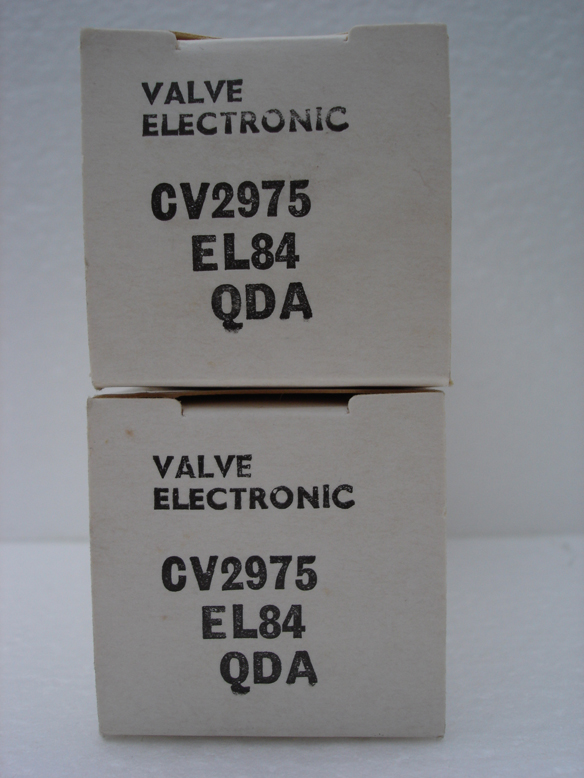 VALVE
ELECTRONIC
CV2975
EL84
QDA
VALVE
ELECTRONIC
CV2975
EL84
QDA